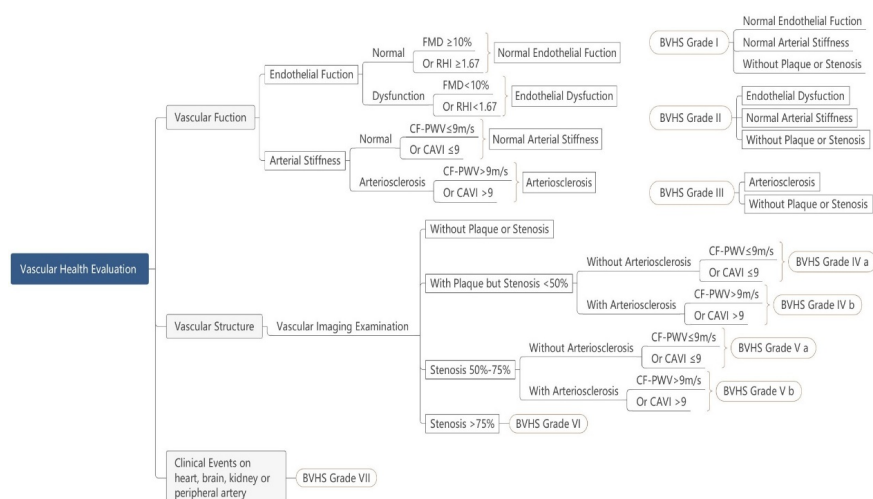 Vascular Health Evaluation
Vascular Fuction
Endothelial Fuction
Normal
FMD ≥10%
Or RHI ≥1.67
Normal Endothelial Fuction
Dysfunction
FMD<10%
Or RHI<1.67
Endothelial Dysfuction
Arterial Stiffness
Normal
CF-PWV≤9m/s
Or CAVI ≤9
Normal Arterial Stiffness
Arteriosclerosis
CF-PWV>9m/s
Or CAVI >9
Arteriosclerosis
Vascular Structure
Vascular Imaging Examination
Without Plaque or Stenosis
With Plaque but Stenosis <50%
Without Arteriosclerosis
CF-PWV≤9m/s
Or CAVI ≤9
BVHS Grade IV a
With Arteriosclerosis
CF-PWV>9m/s
Or CAVI >9
BVHS Grade IV b
Stenosis 50%-75%
Without Arteriosclerosis
CF-PWV≤9m/s
Or CAVI ≤9
BVHS Grade V a
With Arteriosclerosis
CF-PWV>9m/s
Or CAVI >9
BVHS Grade V b
Stenosis >75%
BVHS Grade VI
Clinical Events on
heart, brain, kidney or
peripheral artery
BVHS Grade VII
BVHS Grade I
Normal Endothelial Fuction
Normal Arterial Stiffness
Without Plaque or Stenosis
BVHS Grade II
Endothelial Dysfuction
Normal Arterial Stiffness
Without Plaque or Stenosis
BVHS Grade III
Arteriosclerosis
Without Plaque or Stenosis